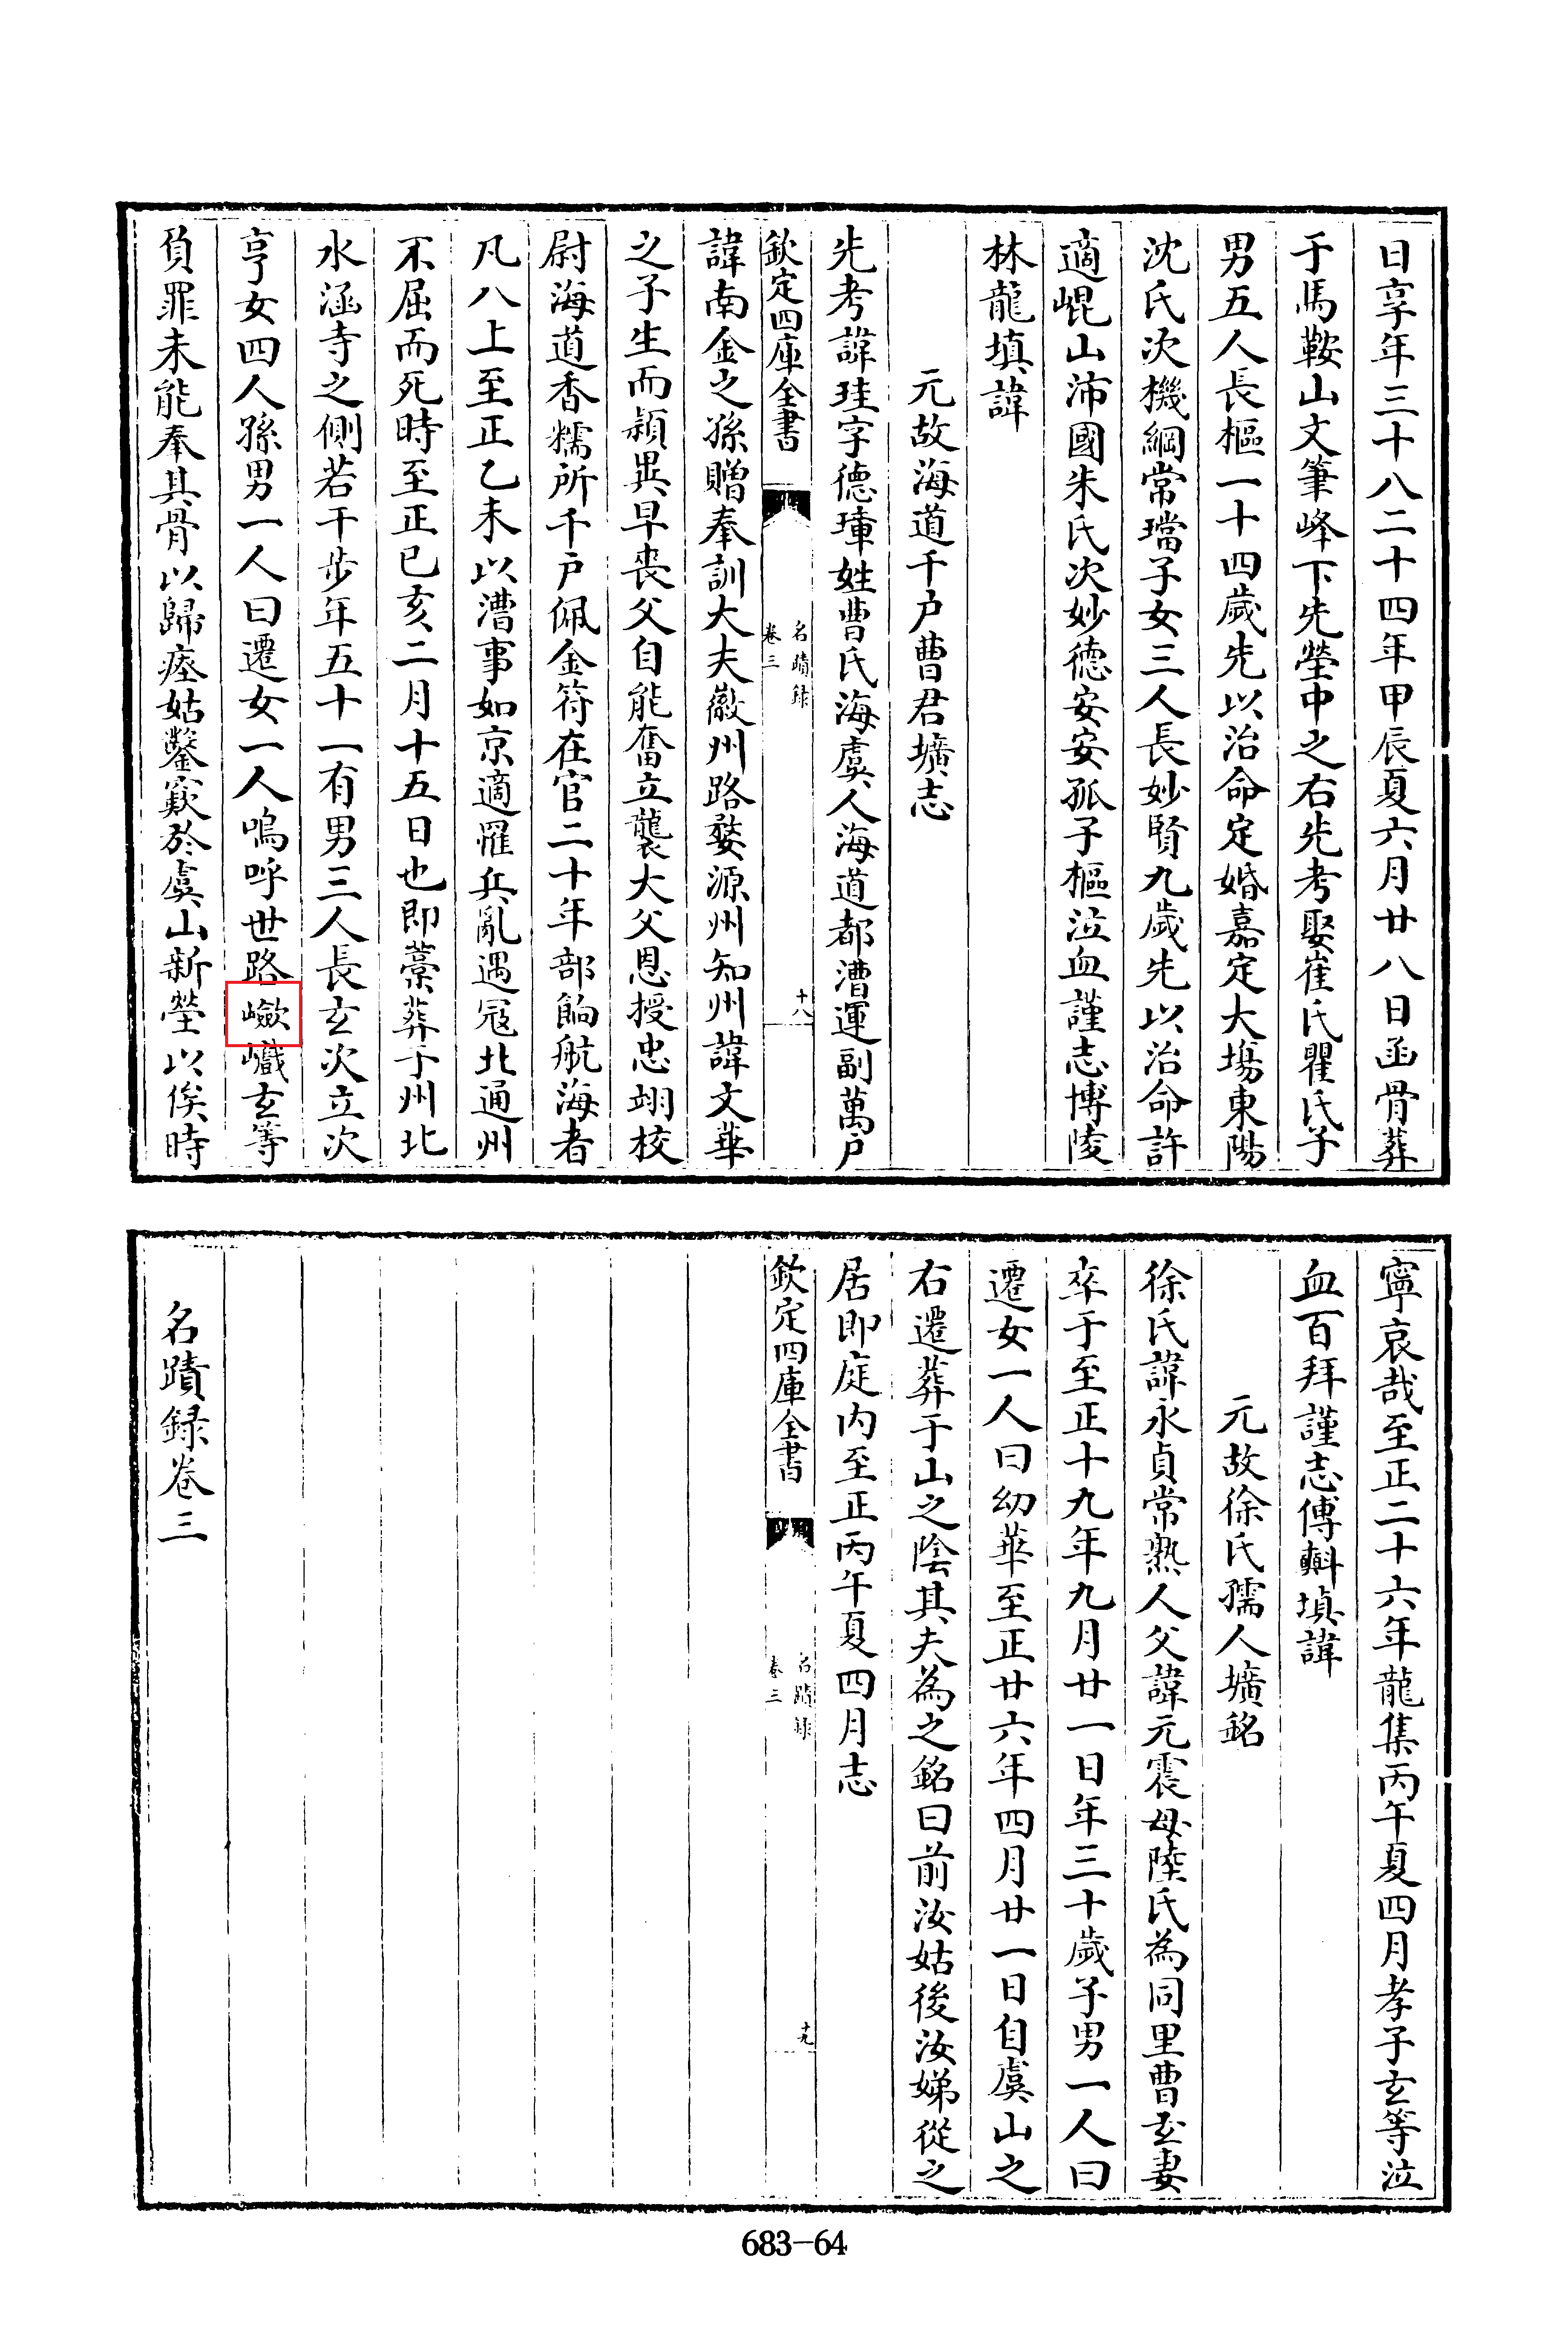 日享年三十八二十四年甲辰夏六月廿八日函骨葬
于馬鞍山文筆峰下先塋中之右先考娶崔氏瞿氏子
男五人長樞一十四歲先以治命定婚嘉定大場東陽
沈氏次機綱常璫子女三人長妙賢九歲先以治命許
適崐山沛國朱氏次妙德安安孤子樞泣血謹志博陵
林龍填諱
元故海道千户曹君壙志
先考諱珪字德㻴姓曹氏海虞人海道都漕運副萬户
欽定四庫全書
名蹟録
卷三
十八
諱南金之孫贈奉訓大夫徽州路婺源州知州諱文華
之子生而頴異早喪父自能奮立襲大父恩授忠翊校
尉海道香糯所千户佩金符在官二十年部餉航海者
凡八上至正乙未以漕事如京適罹兵亂遇冦北通州
不屈而死時至正已亥二月十五日也即藁葬于州北
水涵寺之側若干步年五十一有男三人長玄次立次
亨女四人孫男一人曰遷女一人嗚呼世路嶮巇玄等
負罪未能奉其骨以歸瘞姑鑿窾於虞山新塋以俟時
寧哀哉至正二十六年龍集丙午夏四月孝子玄等泣
血百拜謹志傅㪺填諱
元故徐氏孺人壙銘
徐氏諱永貞常熟人父諱元震母陸氏為同里曹玄妻
卒于至正十九年九月廿一日年三十歲子男一人曰
遷女一人曰幼華至正廿六年四月廿一日自虞山之
右遷葬于山之陰其夫為之銘曰前汝姑後汝娣從之
居即庭内至正丙午夏四月志
欽定四庫全書
名蹟録
卷三
十九
名蹟録卷三
683-64